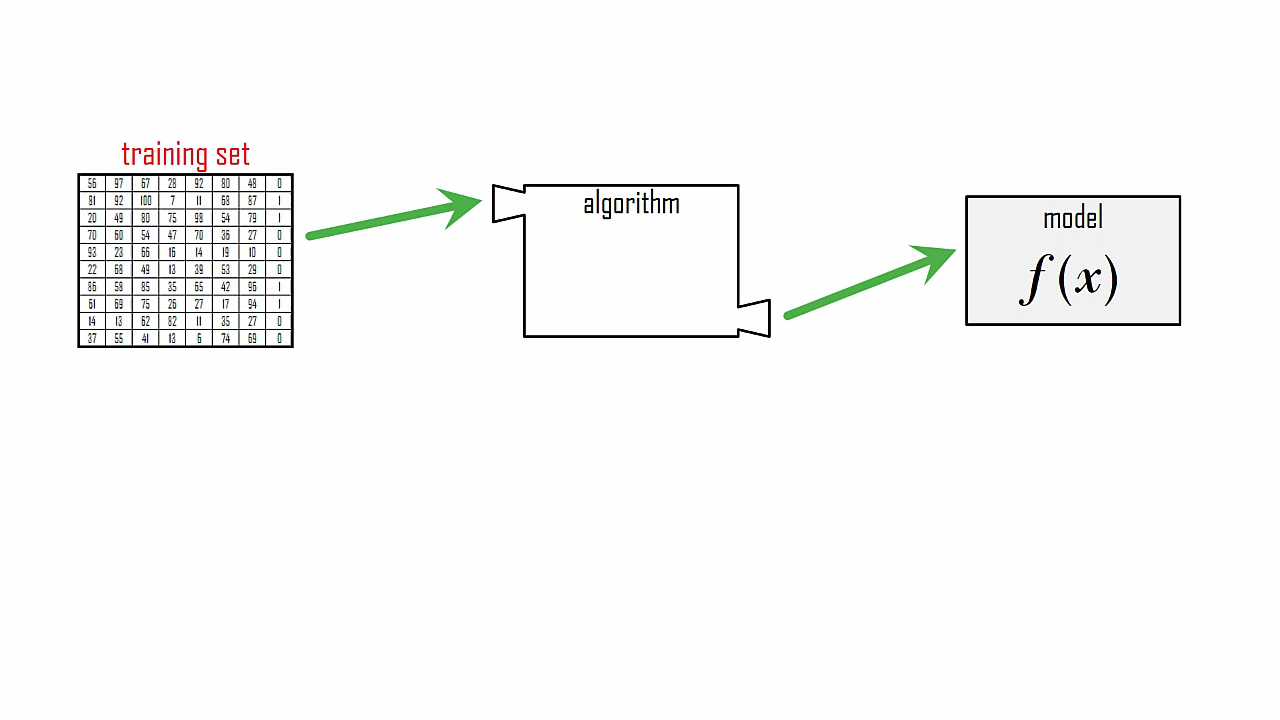 training set
56 97 67 28 92 80 48 0
81 92 100 7 11 68 87 1
20 49 80 75 98 54 79 1
70 60 54 47 70 36 27 0
93 23 66 16 14 19 10 0
22 68 49 13 39 53 29 0
86 58 85 35 65 42 96 1
61 69 75 26 27 17 94 1
14 13 62 82 11 35 27 0
37 55 41 13 6 74 69 0
algorithm
model
f(x)